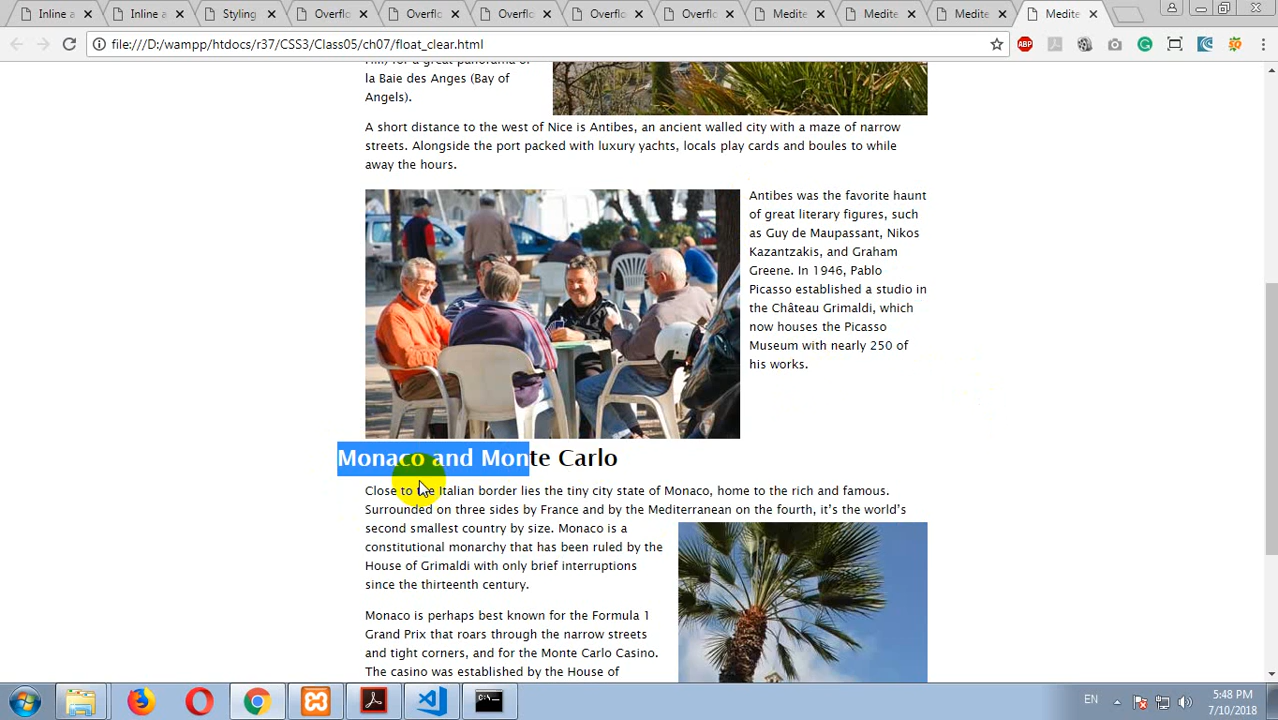 Inline a
Inline a
Styling
Overflo
Overflo
Overflo
Overflo
Overflo
Medite
Medite
Medite
Medite
file:///D:/wampp/htdocs/r37/CSS3/Class05/ch07/float_clear.html
ABP
Hill) for a great panorama of
la Baie des Anges (Bay of
Angels).
A short distance to the west of Nice is Antibes, an ancient walled city with a maze of narrow
streets. Alongside the port packed with luxury yachts, locals play cards and boules to while
away the hours.
Antibes was the favorite haunt
of great literary figures, such
as Guy de Maupassant, Nikos
Kazantzakis, and Graham
Greene. In 1946, Pablo
Picasso established a studio in
the Château Grimaldi, which
now houses the Picasso
Museum with nearly 250 of
his works.
Monaco and Monte Carlo
Close to the Italian border lies the tiny city state of Monaco, home to the rich and famous.
Surrounded on three sides by France and by the Mediterranean on the fourth, it’s the world’s
second smallest country by size. Monaco is a
constitutional monarchy that has been ruled by the
House of Grimaldi with only brief interruptions
since the thirteenth century.
Monaco is perhaps best known for the Formula 1
Grand Prix that roars through the narrow streets
and tight corners, and for the Monte Carlo Casino.
The casino was established by the House of
EN
5:48 PM
7/10/2018